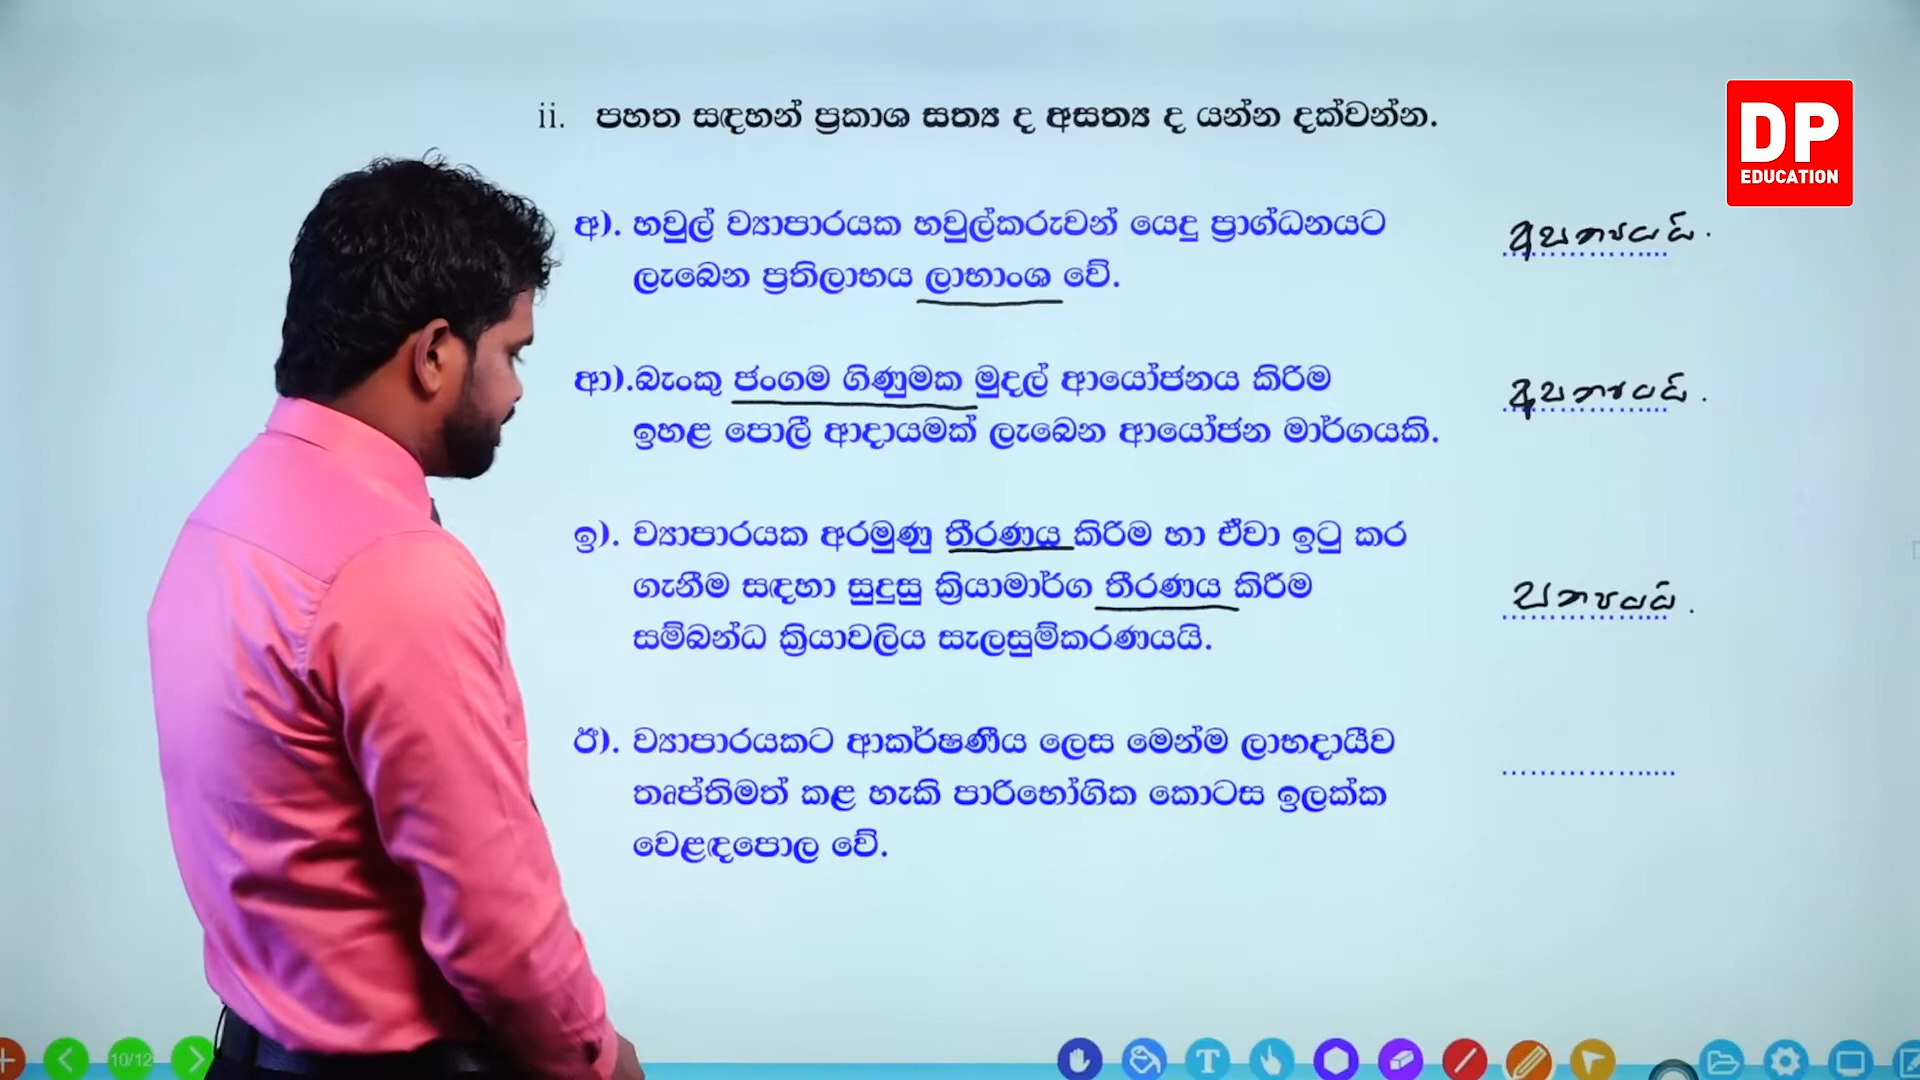 DP
EDUCATION
ii. පහත සඳහන් ප්‍රකාශ සත්‍ය ද අසත්‍ය ද යන්න දක්වන්න.
අ). හවුල් ව්‍යාපාරයක හවුල්කරුවන් යෙදූ ප්‍රාග්ධනයට
ලැබෙන ප්‍රතිලාභය ලාභාංශ වේ.
අසත්‍යයයි.
ආ).බැංකු ජංගම ගිණුමක මුදල් ආයෝජනය කිරීම
ඉහළ පොලී ආදායමක් ලැබෙන ආයෝජන මාර්ගයකි.
අසත්‍යයයි.
ඉ). ව්‍යාපාරයක අරමුණු තීරණය කිරීම හා ඒවා ඉටු කර
ගැනීම සඳහා සුදුසු ක්‍රියාමාර්ග තීරණය කිරීම
සම්බන්ධ ක්‍රියාවලිය සැලසුම්කරණයයි.
සත්‍යයයි.
ඊ). ව්‍යාපාරයකට ආකර්ෂණීය ලෙස මෙන්ම ලාභදායීව
තෘප්තිමත් කළ හැකි පාරිභෝගික කොටස ඉලක්ක
වෙළඳපොල වේ.
10/12